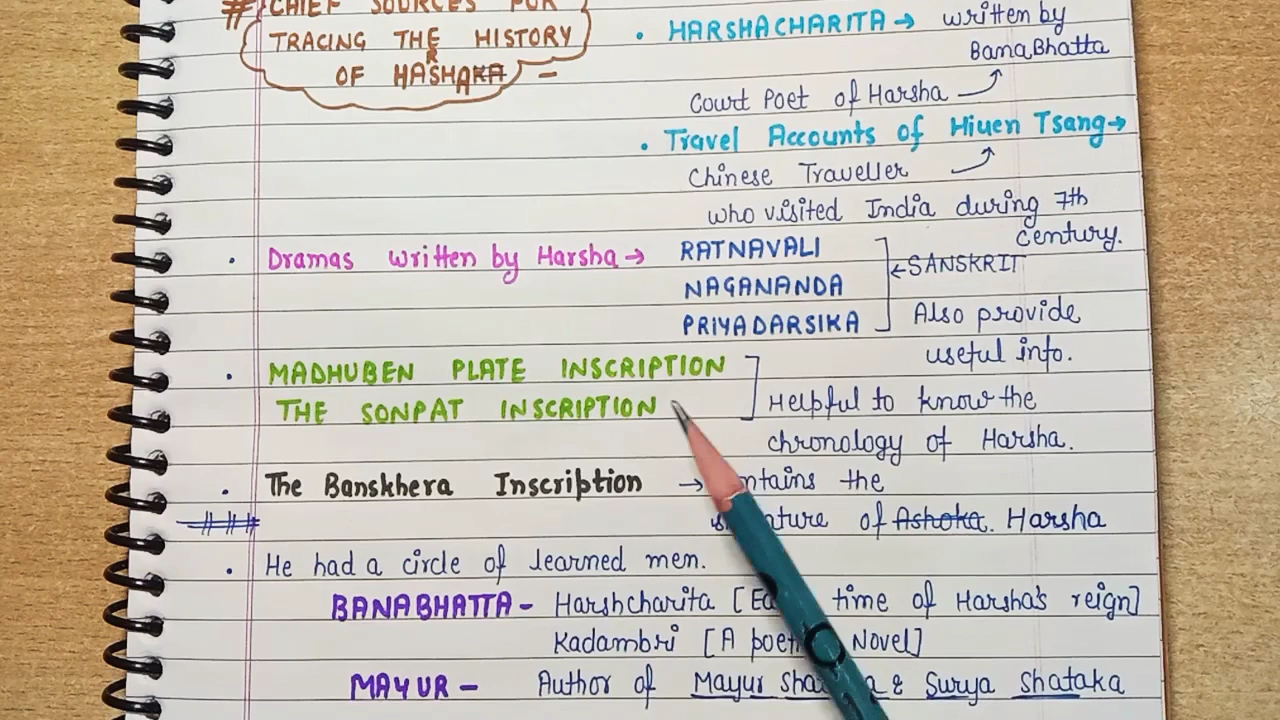 # CHIEF SOURCES FOR
TRACING THE HISTORY
OF HARSHA -
• HARSHACHARITA → written by
BanaBhatta
Court Poet of Harsha
• Travel Accounts of Hiuen Tsang →
Chinese Traveller
who visited India during 7th
century.
• Dramas written by Harsha → RATNAVALI
NAGANANDA
PRIYADARSIKA
← SANSKRIT
Also provide
useful info.
• MADHUBEN PLATE INSCRIPTION
THE SONPAT INSCRIPTION
Helpful to know the
chronology of Harsha.
• The Banskhera Inscription → the
of Ashoka. Harsha
###
• He had a circle of learned men.
BANABHATTA - Harshcharita [ time of Harsha's reign]
Kadambri [A Novel]
MAYUR - Author of Mayur & Surya Shataka